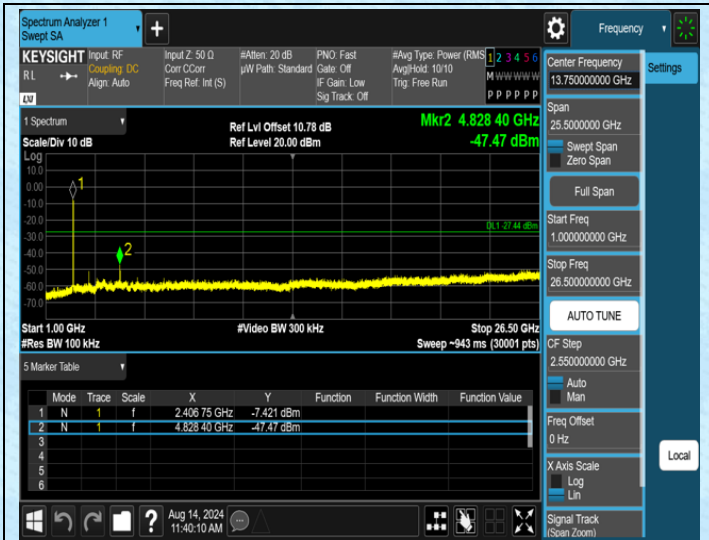 Spectrum Analyzer 1
Swept SA
Frequency
KEYSIGHT
RL
LXI
Input: RF
Coupling: DC
Align: Auto
Input Z: 50 Ω
Corr CCorr
Freq Ref: Int (S)
#Atten: 20 dB
µW Path: Standard
PNO: Fast
Gate: Off
IF Gain: Low
Sig Track: Off
#Avg Type: Power (RMS
Avg|Hold: 10/10
Trig: Free Run
1 2 3 4 5 6
M W W W W W
P P P P P P
1 Spectrum
Scale/Div 10 dB
Ref Lvl Offset 10.78 dB
Ref Level 20.00 dBm
Mkr2 4.828 40 GHz
-47.47 dBm
Log
10.0
0.00
-10.0
-20.0
-30.0
-40.0
-50.0
-60.0
-70.0
1
2
DL1 -27.44 dBm
Start 1.00 GHz
#Video BW 300 kHz
Stop 26.50 GHz
#Res BW 100 kHz
Sweep ~943 ms (30001 pts)
5 Marker Table
Mode Trace Scale X Y Function Function Width Function Value
1 N 1 f 2.406 75 GHz -7.421 dBm
2 N 1 f 4.828 40 GHz -47.47 dBm
3
4
5
6
Aug 14, 2024
11:40:10 AM
Center Frequency
13.750000000 GHz
Settings
Span
25.5000000 GHz
Swept Span
Zero Span
Full Span
Start Freq
1.000000000 GHz
Stop Freq
26.500000000 GHz
AUTO TUNE
CF Step
2.550000000 GHz
Auto
Man
Freq Offset
0 Hz
X Axis Scale
Log
Lin
Local
Signal Track
(Span Zoom)